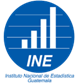 INE
Instituto Nacional de Estadística
Guatemala